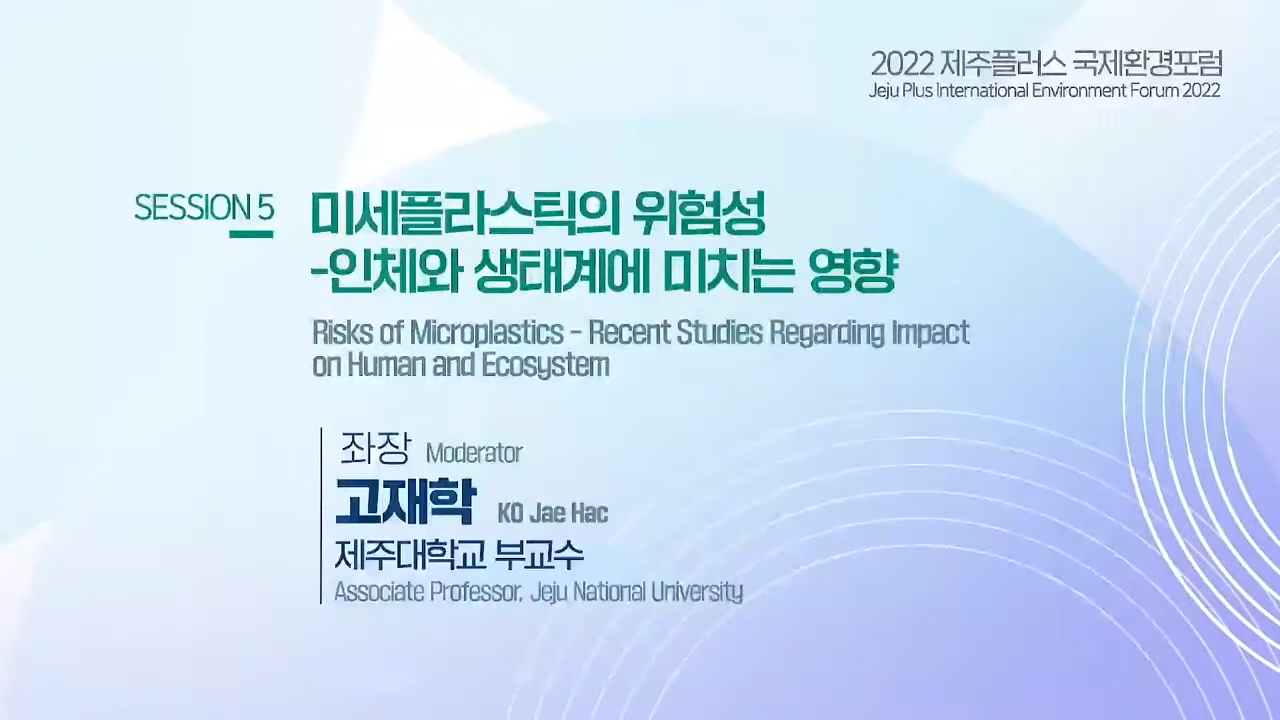 2022 제주플러스 국제환경포럼
Jeju Plus International Environment Forum 2022
SESSION 5
미세플라스틱의 위험성
-인체와 생태계에 미치는 영향
Risks of Microplastics - Recent Studies Regarding Impact
on Human and Ecosystem
좌장 Moderator
고재학 KO Jae Hac
제주대학교 부교수
Associate Professor, Jeju National University